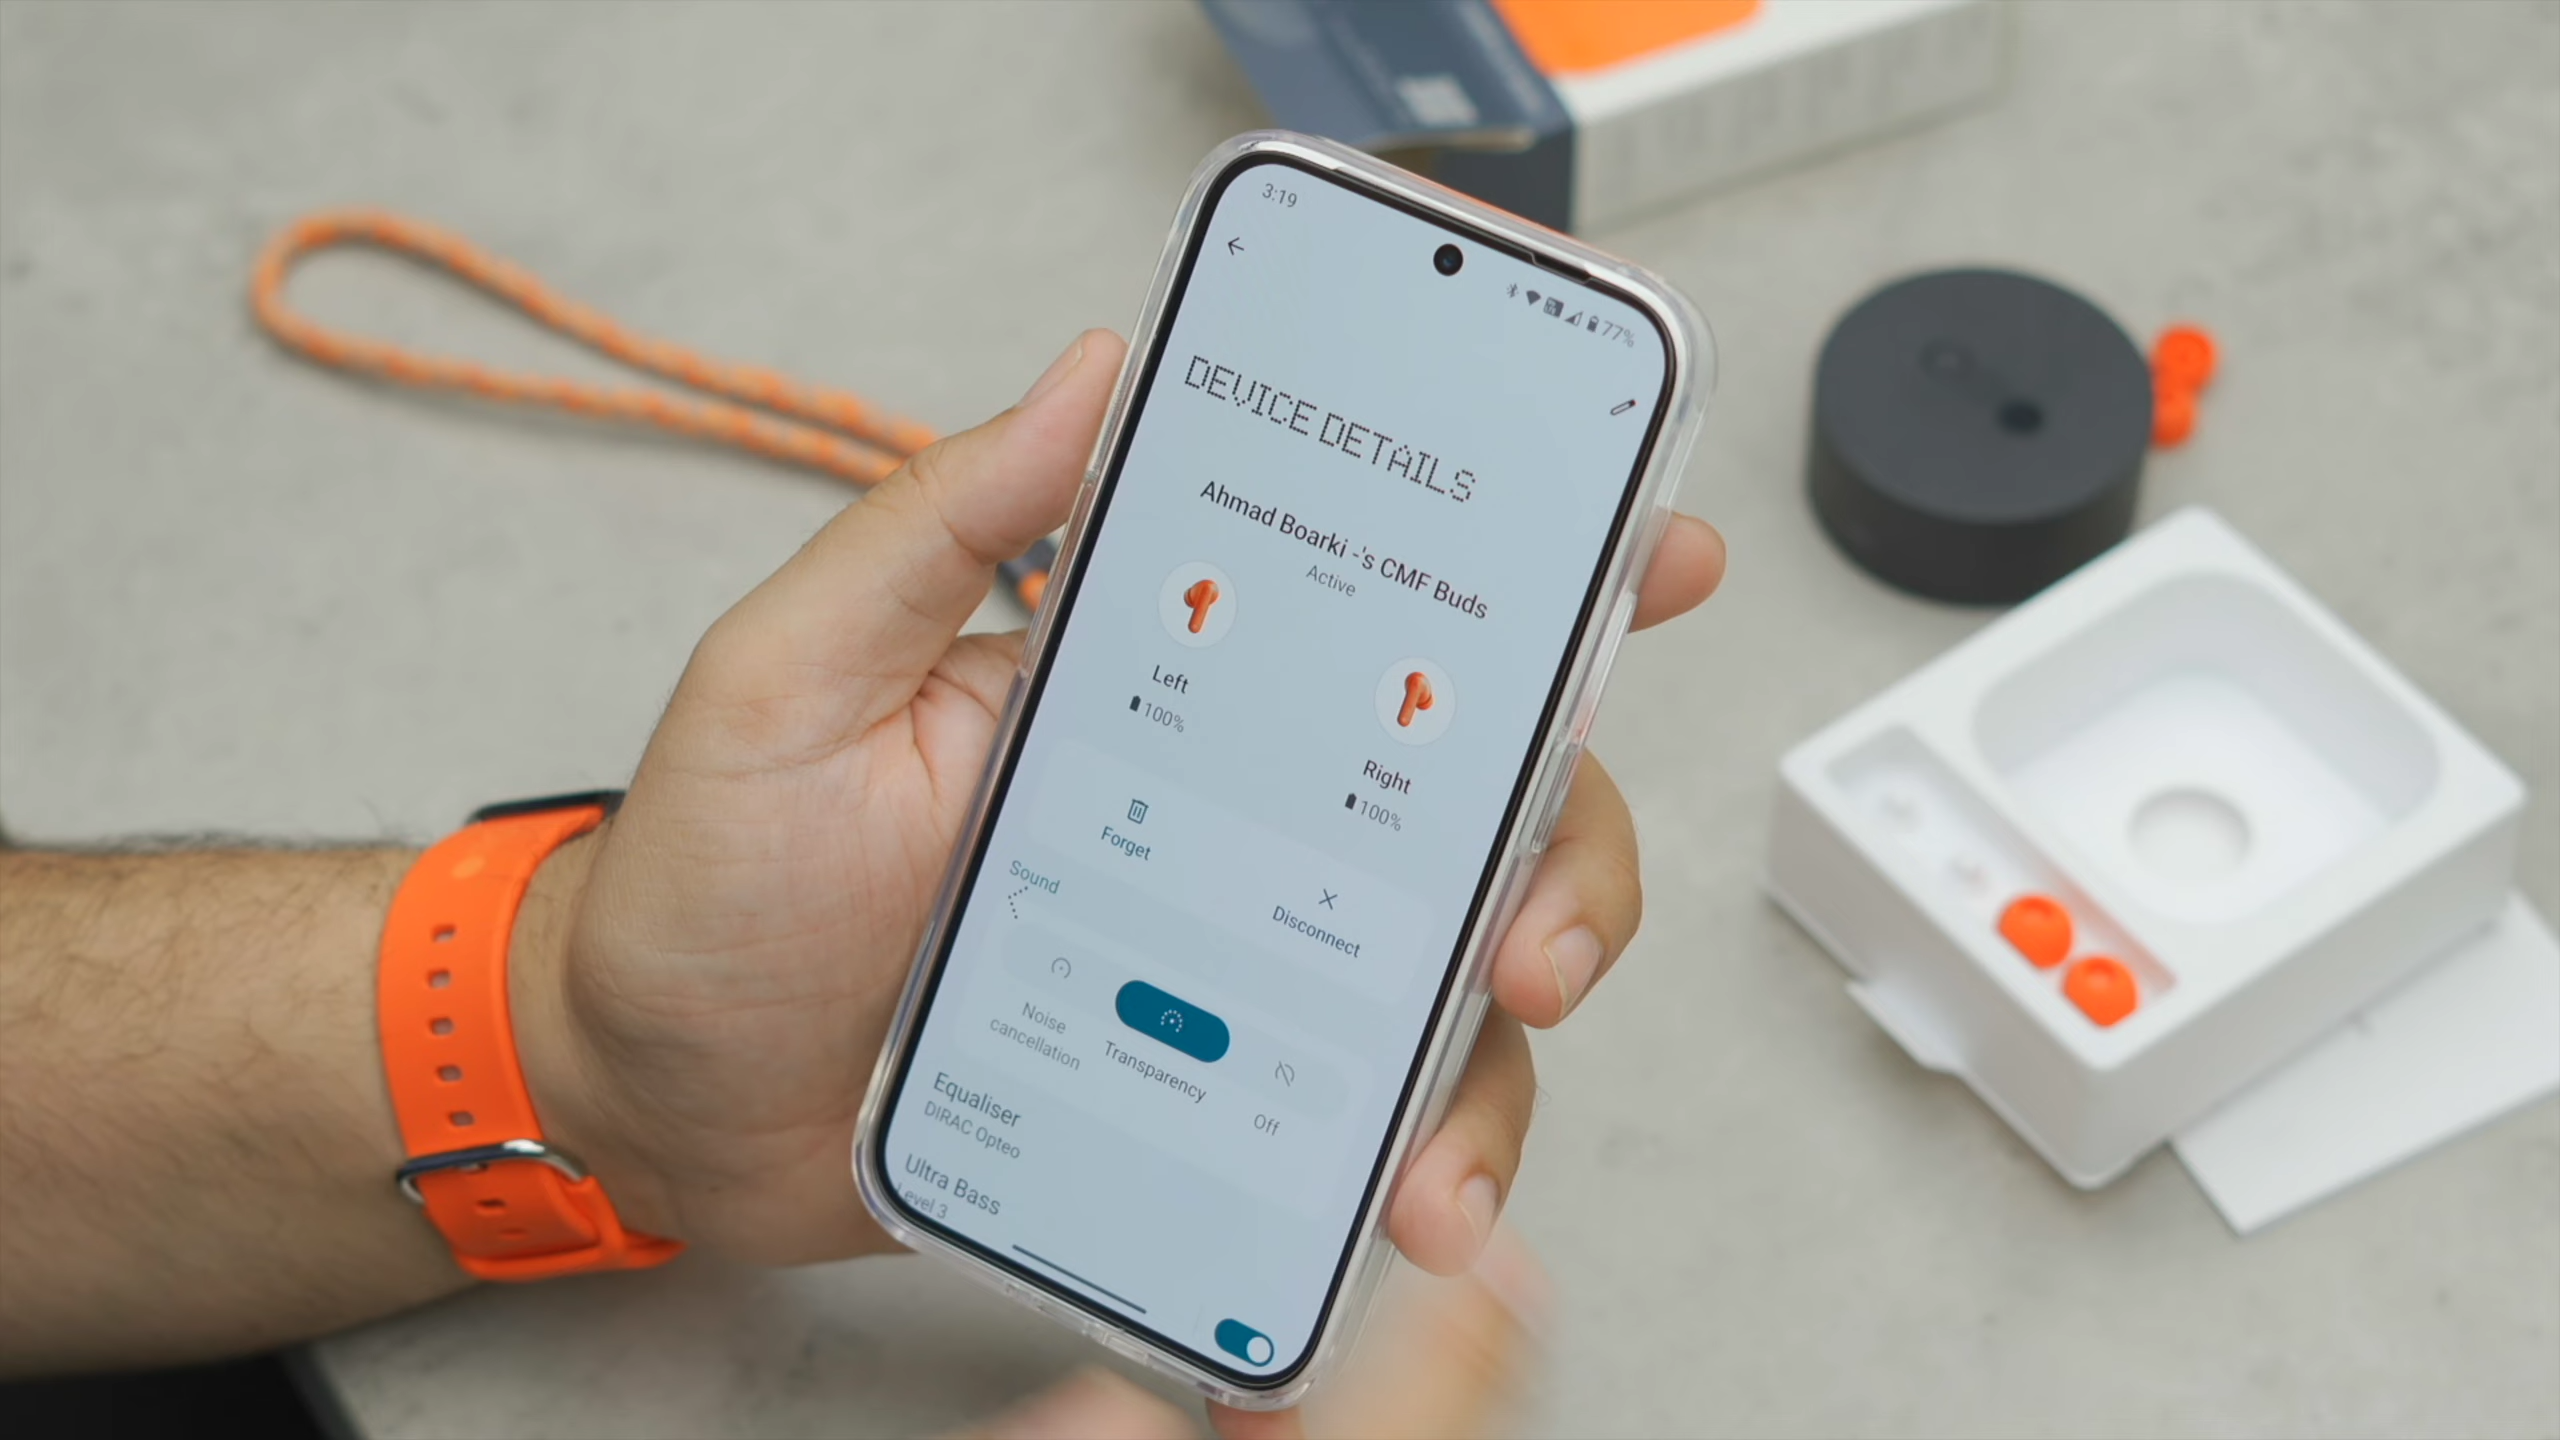 3:19
77%
DEVICE DETAILS
Ahmad Boarki -'s CMF Buds
Active
Left
100%
Right
100%
Forget
Disconnect
Sound
Noise
cancellation
Transparency
Off
Equaliser
DIRAC Opteo
Ultra Bass
Level 3